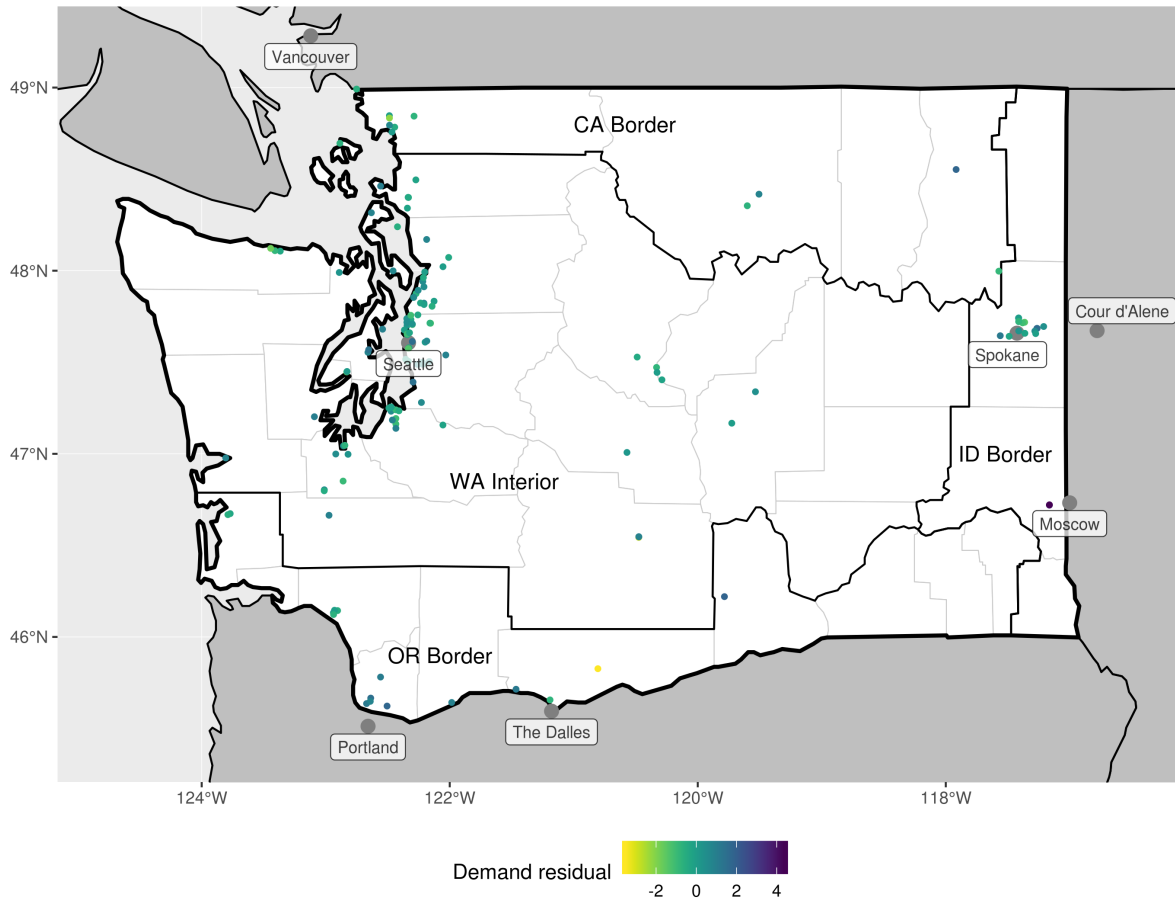 Vancouver
49°N
CA Border
48°N
Cour d'Alene
Spokane
Seattle
47°N
WA Interior
ID Border
Moscow
46°N
OR Border
The Dalles
Portland
124°W 122°W 120°W 118°W
Demand residual
-2 0 2 4